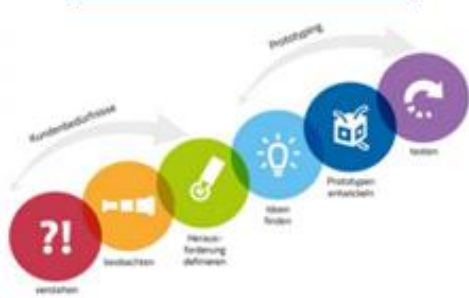 Prototyping
Kundenbedürfnisse
?!
verstehen
beobachten
Heraus-
forderung
definieren
Ideen
finden
Prototypen
entwickeln
testen